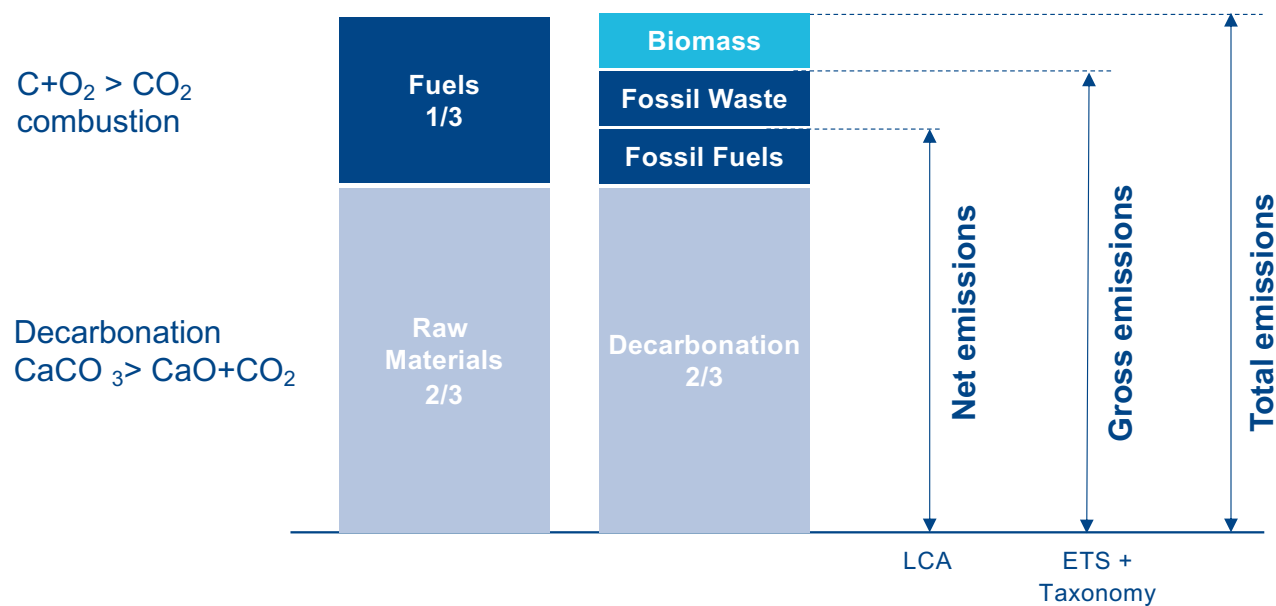 C+O₂ > CO₂
combustion
Decarbonation
CaCO ₃> CaO+CO₂
Fuels
1/3
Raw
Materials
2/3
Biomass
Fossil Waste
Fossil Fuels
Decarbonation
2/3
Net emissions
Gross emissions
Total emissions
LCA
ETS +
Taxonomy